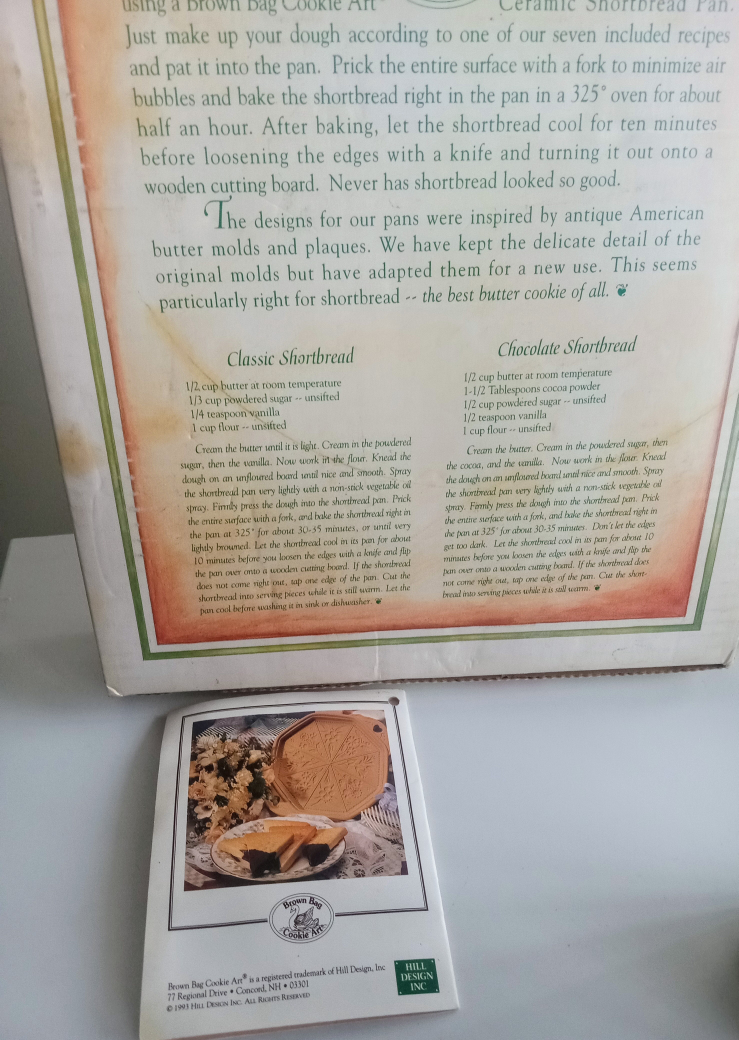 using a Brown Bag Cookie Art® Ceramic Shortbread Pan.
Just make up your dough according to one of our seven included recipes
and pat it into the pan. Prick the entire surface with a fork to minimize air
bubbles and bake the shortbread right in the pan in a 325° oven for about
half an hour. After baking, let the shortbread cool for ten minutes
before loosening the edges with a knife and turning it out onto a
wooden cutting board. Never has shortbread looked so good.
The designs for our pans were inspired by antique American
butter molds and plaques. We have kept the delicate detail of the
original molds but have adapted them for a new use. This seems
particularly right for shortbread -- the best butter cookie of all.
Classic Shortbread
1/2 cup butter at room temperature
1/3 cup powdered sugar -- unsifted
1/4 teaspoon vanilla
1 cup flour -- unsifted
Cream the butter until it is light. Cream in the powdered
sugar, then the vanilla. Now work in the flour. Knead the
dough on an unfloured board until nice and smooth. Spray
the shortbread pan very lightly with a non-stick vegetable oil
spray. Firmly press the dough into the shortbread pan. Prick
the entire surface with a fork, and bake the shortbread right in
the pan at 325° for about 30-35 minutes, or until very
lightly browned. Let the shortbread cool in its pan for about
10 minutes before you loosen the edges with a knife and flip
the pan over onto a wooden cutting board. If the shortbread
does not come right out, tap one edge of the pan. Cut the
shortbread into serving pieces while it is still warm. Let the
pan cool before washing it in sink or dishwasher.
Chocolate Shortbread
1/2 cup butter at room temperature
1-1/2 Tablespoons cocoa powder
1/2 cup powdered sugar -- unsifted
1/2 teaspoon vanilla
1 cup flour -- unsifted
Cream the butter. Cream in the powdered sugar, then
the cocoa, and the vanilla. Now work in the flour. Knead
the dough on an unfloured board until nice and smooth. Spray
the shortbread pan very lightly with a non-stick vegetable oil
spray. Firmly press the dough into the shortbread pan. Prick
the entire surface with a fork, and bake the shortbread right in
the pan at 325° for about 30-35 minutes. Don't let the edges
get too dark. Let the shortbread cool in its pan for about 10
minutes before you loosen the edges with a knife and flip the
pan over onto a wooden cutting board. If the shortbread does
not come right out, tap one edge of the pan. Cut the short-
bread into serving pieces while it is still warm.
Brown Bag
Cookie Art
Brown Bag Cookie Art® is a registered trademark of Hill Design, Inc
77 Regional Drive • Concord, NH • 03301
© 1993 HILL DESIGN INC. ALL RIGHTS RESERVED
HILL
DESIGN
INC